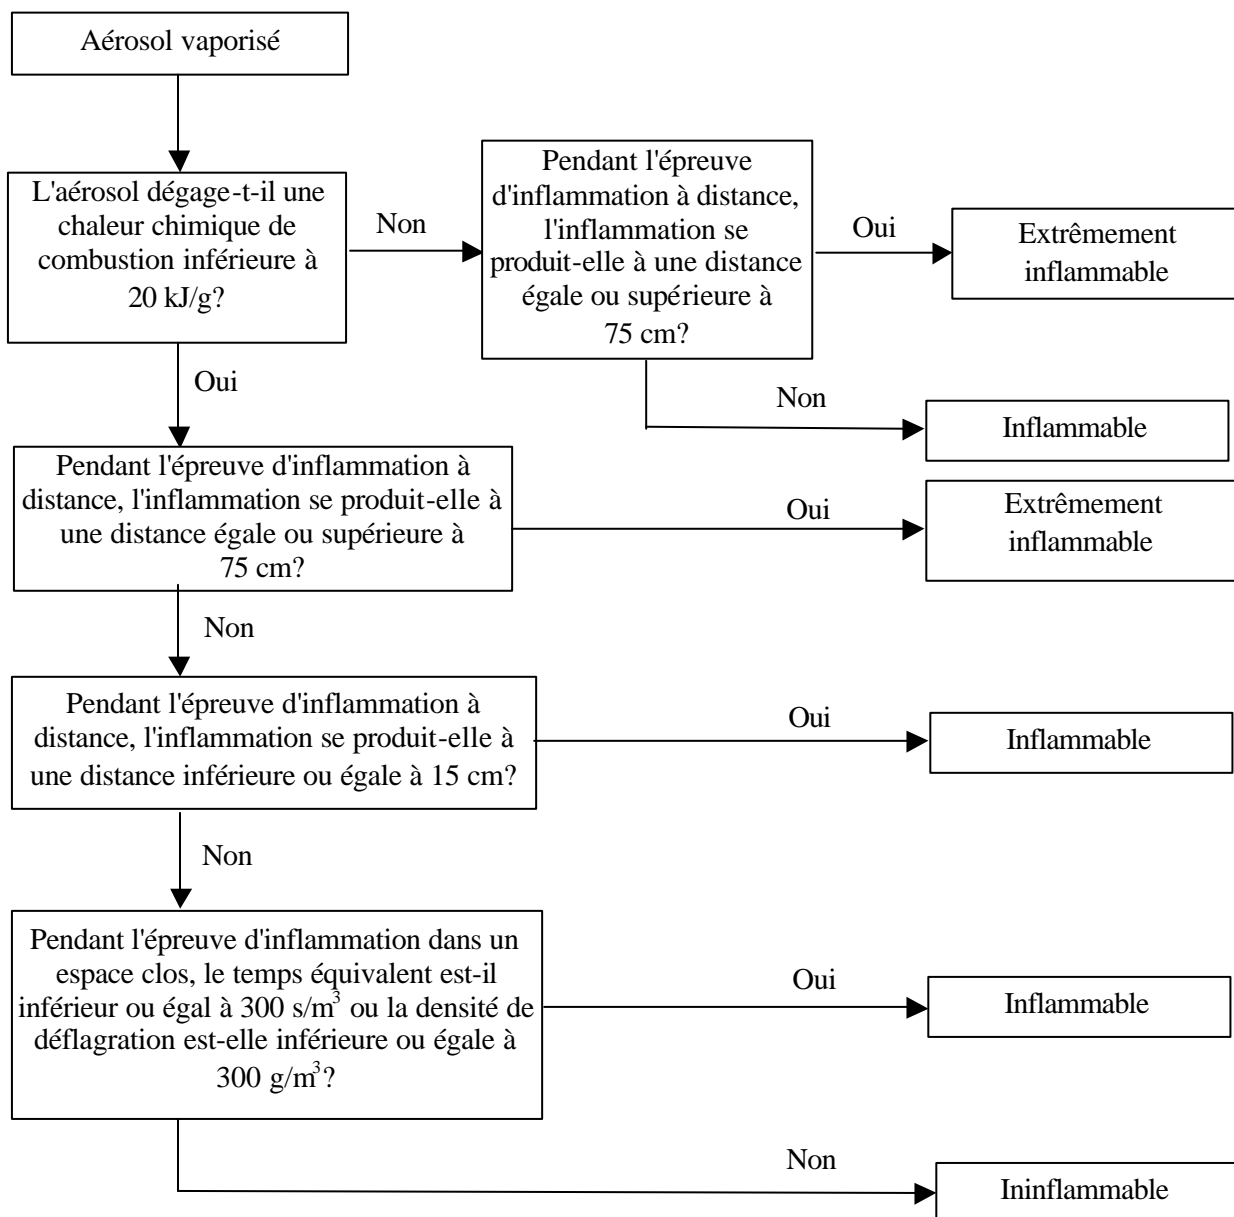 Aérosol vaporisé
L'aérosol dégage-t-il une
chaleur chimique de
combustion inférieure à
20 kJ/g?
Non
Pendant l'épreuve
d'inflammation à distance,
l'inflammation se
produit-elle à une distance
égale ou supérieure à
75 cm?
Oui
Extrêmement
inflammable
Non
Inflammable
Oui
Pendant l'épreuve d'inflammation à
distance, l'inflammation se produit-elle à
une distance égale ou supérieure à
75 cm?
Oui
Extrêmement
inflammable
Non
Pendant l'épreuve d'inflammation à
distance, l'inflammation se produit-elle à
une distance inférieure ou égale à 15 cm?
Oui
Inflammable
Non
Pendant l'épreuve d'inflammation dans un
espace clos, le temps équivalent est-il
inférieur ou égal à 300 s/m³ ou la densité de
déflagration est-elle inférieure ou égale à
300 g/m³?
Oui
Inflammable
Non
Ininflammable